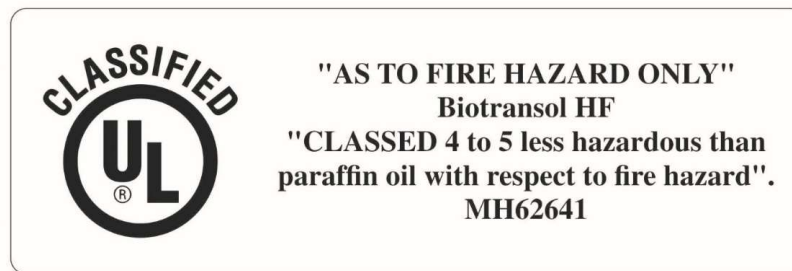 CLASSIFIED
UL
®
"AS TO FIRE HAZARD ONLY"
Biotransol HF
"CLASSED 4 to 5 less hazardous than
paraffin oil with respect to fire hazard".
MH62641